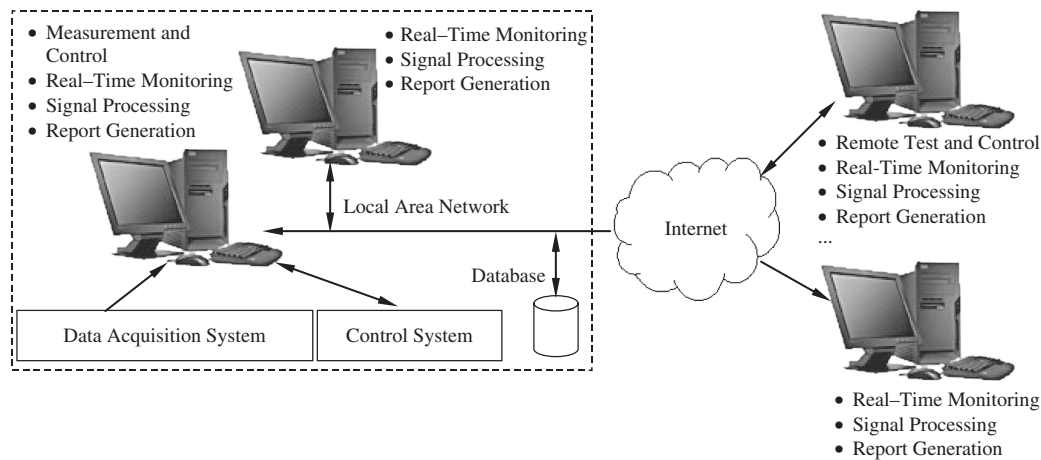 • Measurement and
Control
• Real–Time Monitoring
• Signal Processing
• Report Generation
• Real–Time Monitoring
• Signal Processing
• Report Generation
Local Area Network
Database
Data Acquisition System
Control System
Internet
• Remote Test and Control
• Real-Time Monitoring
• Signal Processing
• Report Generation
...
• Real–Time Monitoring
• Signal Processing
• Report Generation